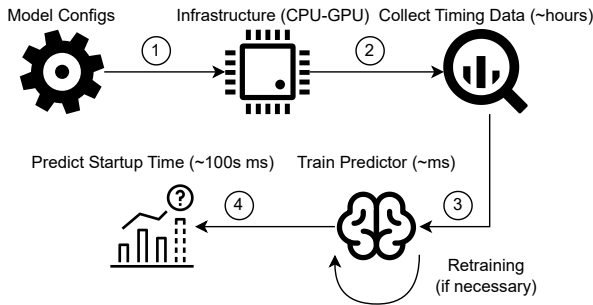 Model Configs
Infrastructure (CPU-GPU)
Collect Timing Data (~hours)
1
2
Predict Startup Time (~100s ms)
Train Predictor (~ms)
?
4
3
Retraining
(if necessary)